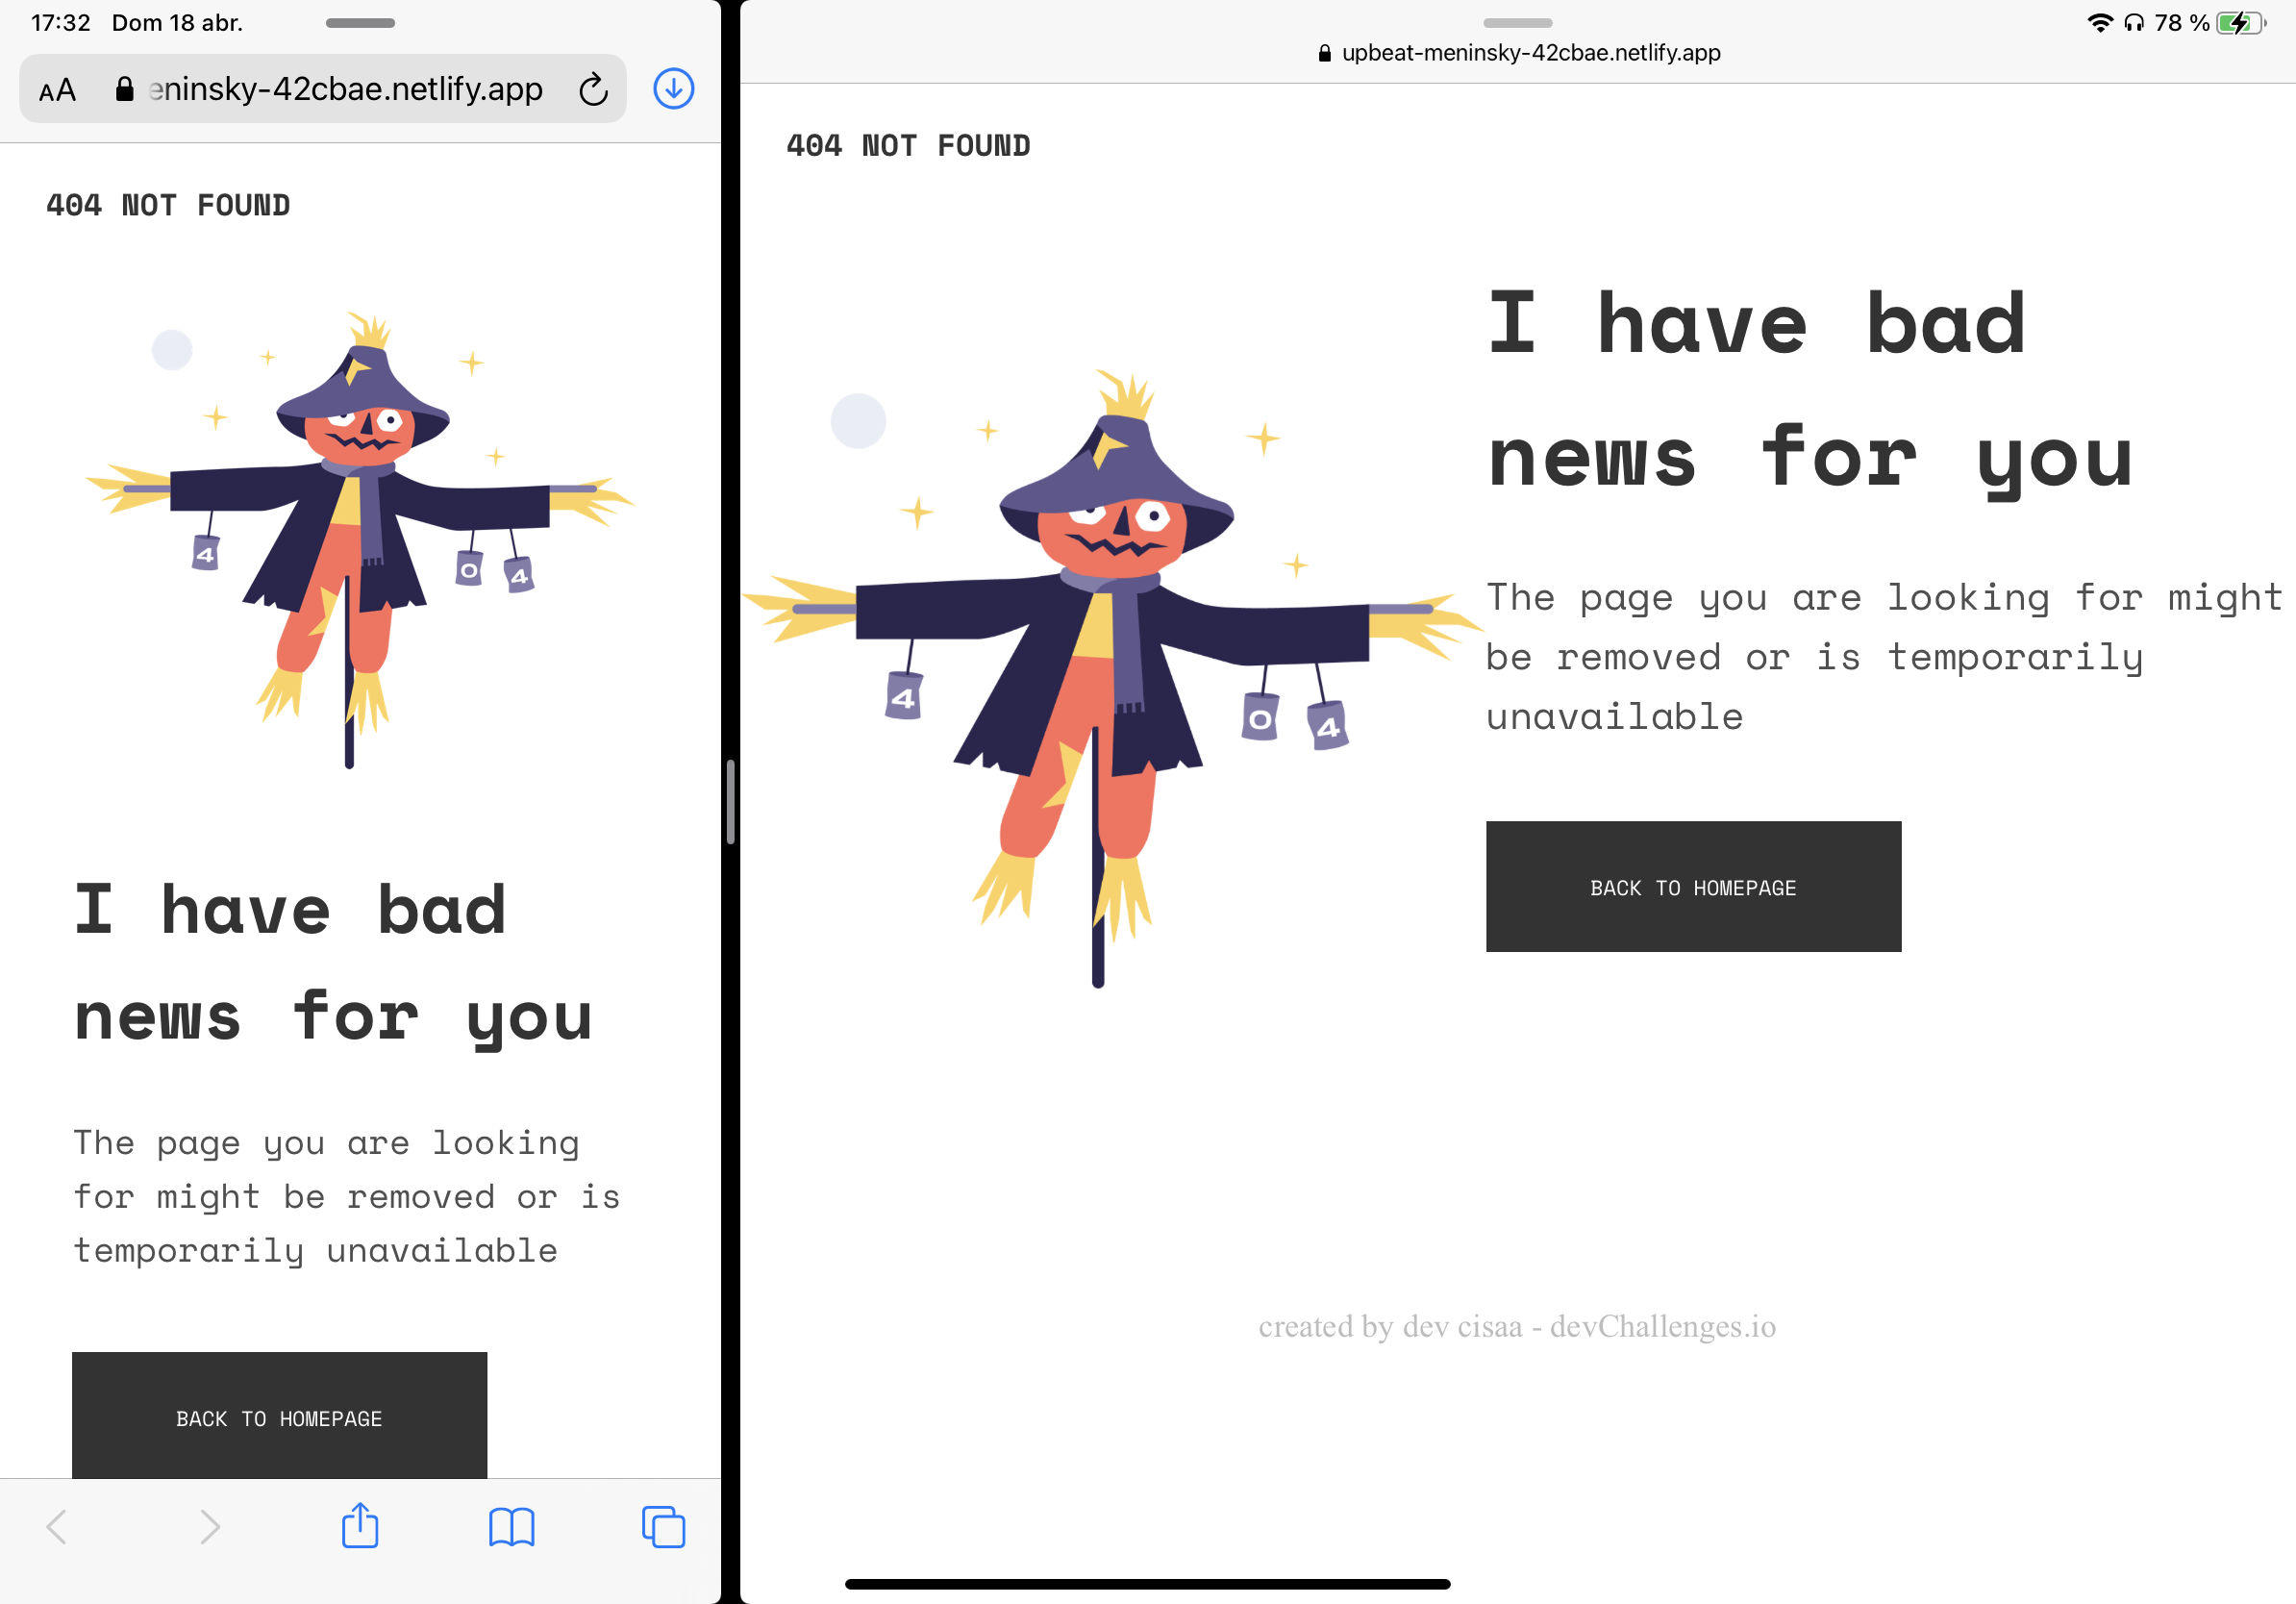 17:32 Dom 18 abr.
AA eninsky-42cbae.netlify.app
404 NOT FOUND
4 0 4
I have bad
news for you
The page you are looking
for might be removed or is
temporarily unavailable
BACK TO HOMEPAGE
78 %
upbeat-meninsky-42cbae.netlify.app
404 NOT FOUND
4 0 4
I have bad
news for you
The page you are looking for might
be removed or is temporarily
unavailable
BACK TO HOMEPAGE
created by dev cisaa - devChallenges.io